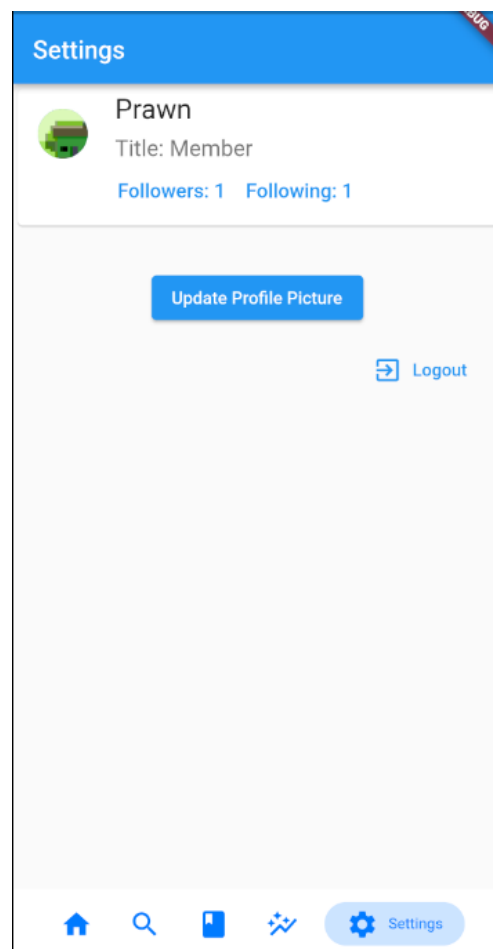 Settings
Prawn
Title: Member
Followers: 1 Following: 1
Update Profile Picture
Logout
Settings